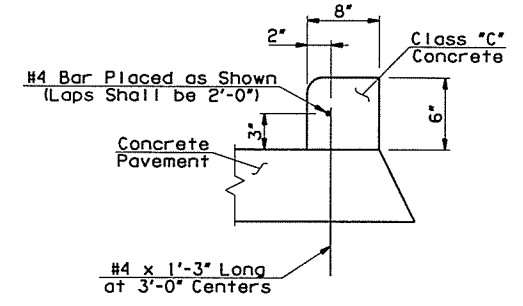 8"
2"
Class "C"
Concrete
#4 Bar Placed as Shown
(Laps Shall be 2'-0")
3"
6"
Concrete
Pavement
#4 x 1'-3" Long
at 3'-0" Centers